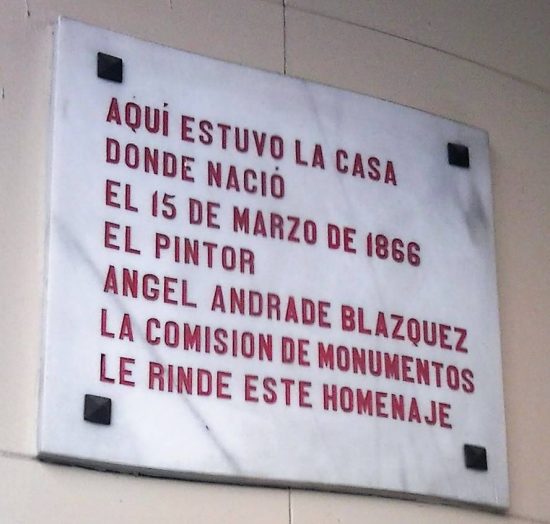 AQUÍ ESTUVO LA CASA
DONDE NACIÓ
EL 15 DE MARZO DE 1866
EL PINTOR
ANGEL ANDRADE BLAZQUEZ
LA COMISION DE MONUMENTOS
LE RINDE ESTE HOMENAJE